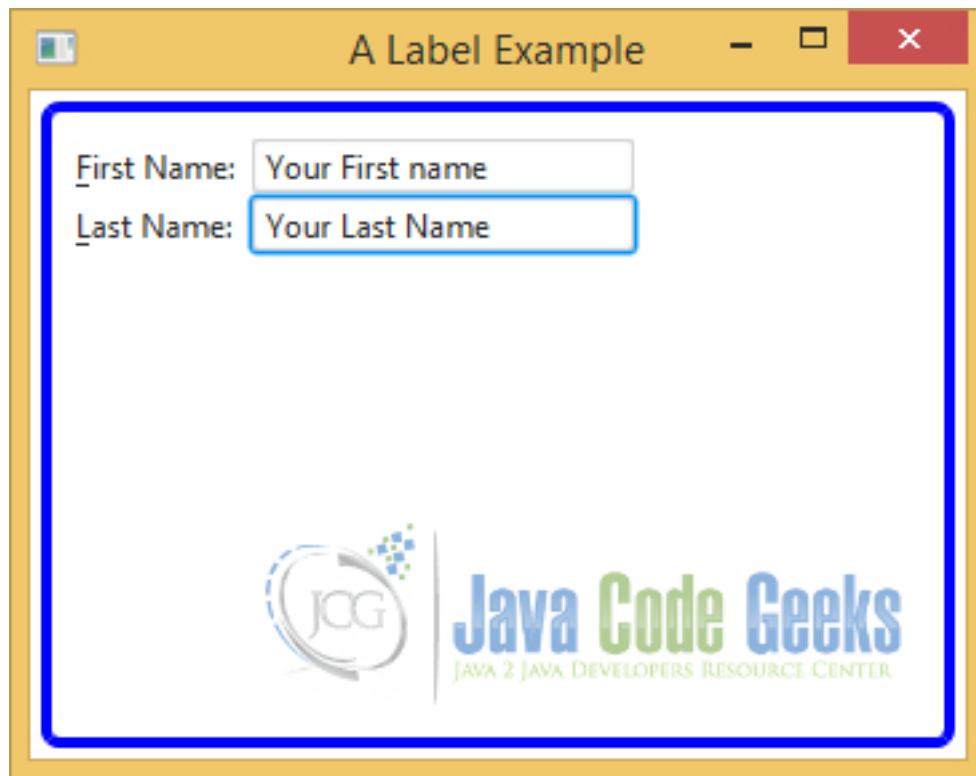 A Label Example
First Name: Your First name
Last Name: Your Last Name
JCG
Java Code Geeks
JAVA 2 JAVA DEVELOPERS RESOURCE CENTER